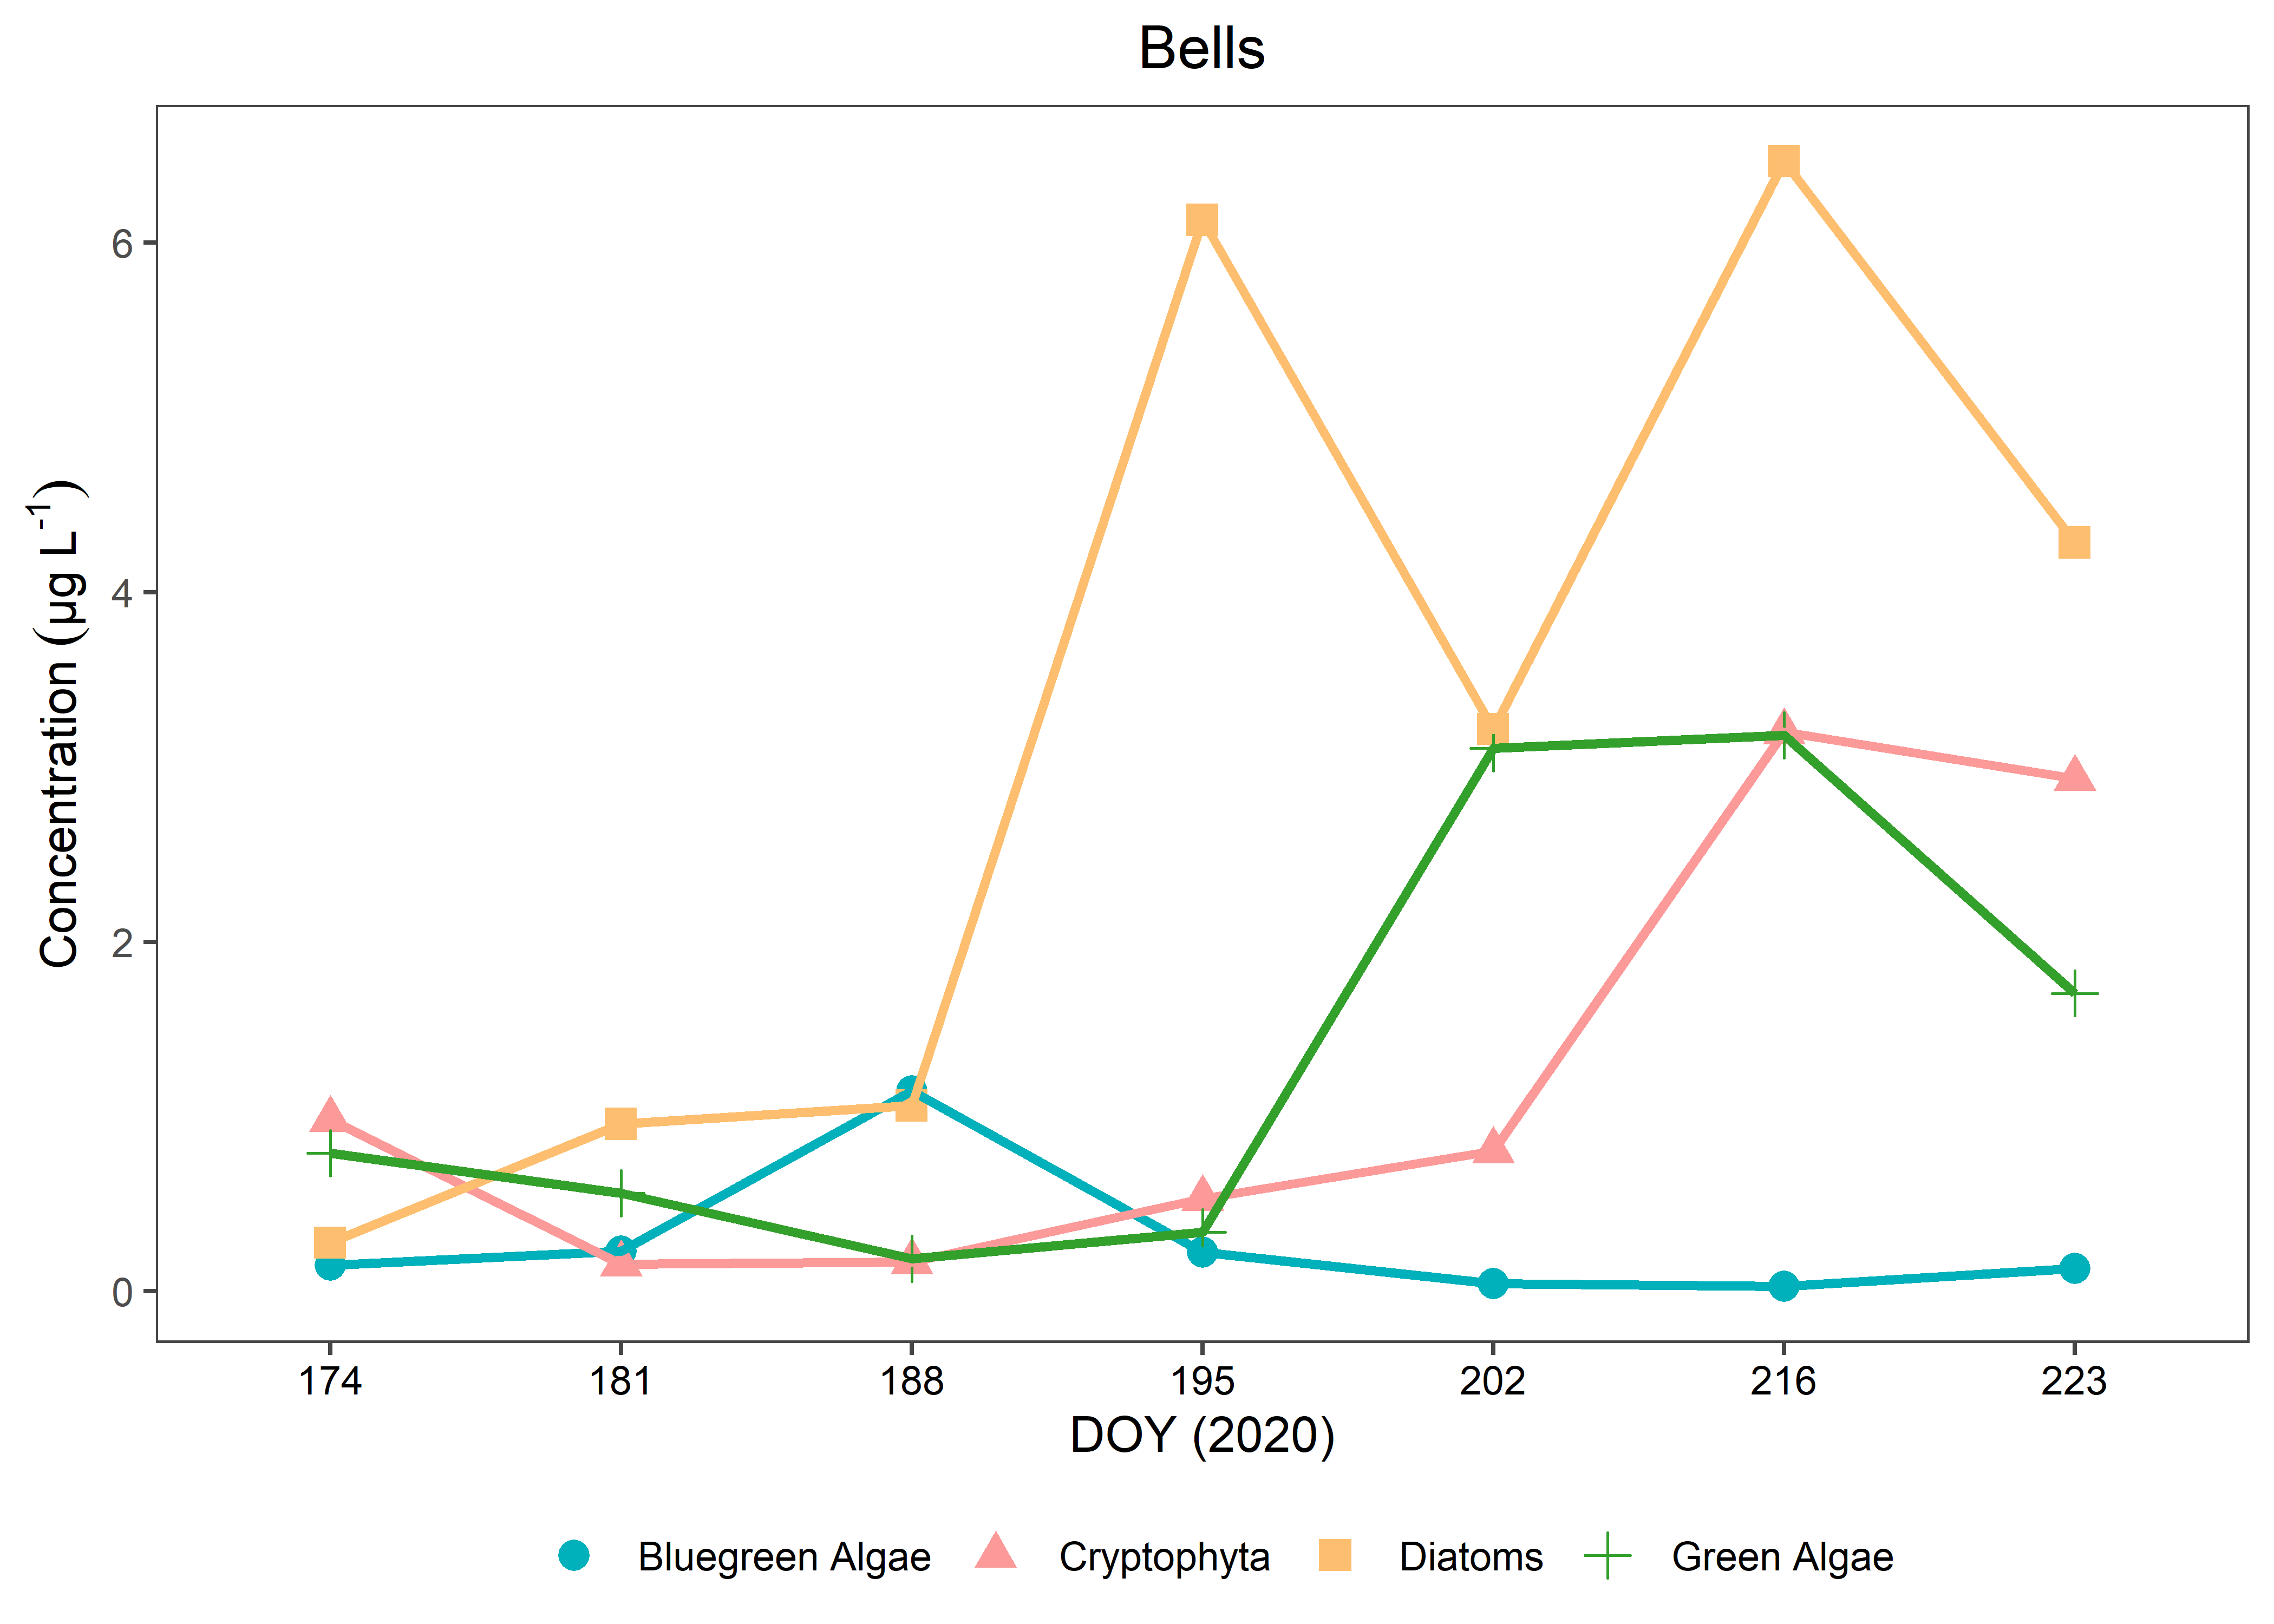 Bells
Concentration (µg L⁻¹)
6
4
2
0
174 181 188 195 202 216 223
DOY (2020)
Bluegreen Algae Cryptophyta Diatoms Green Algae